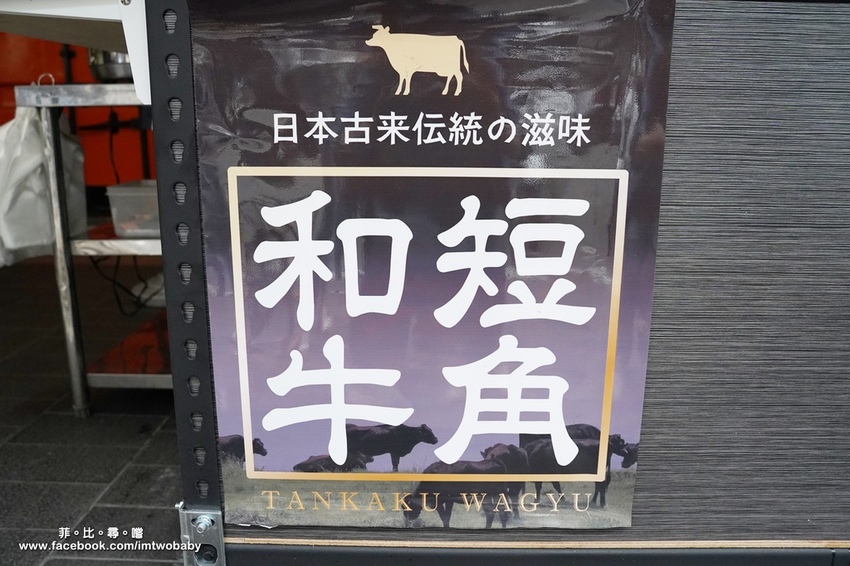 日本古来伝統の滋味
短角
和牛
TANKAKU WAGYU
菲。比。尋。嚐
www.facebook.com/imtwobaby